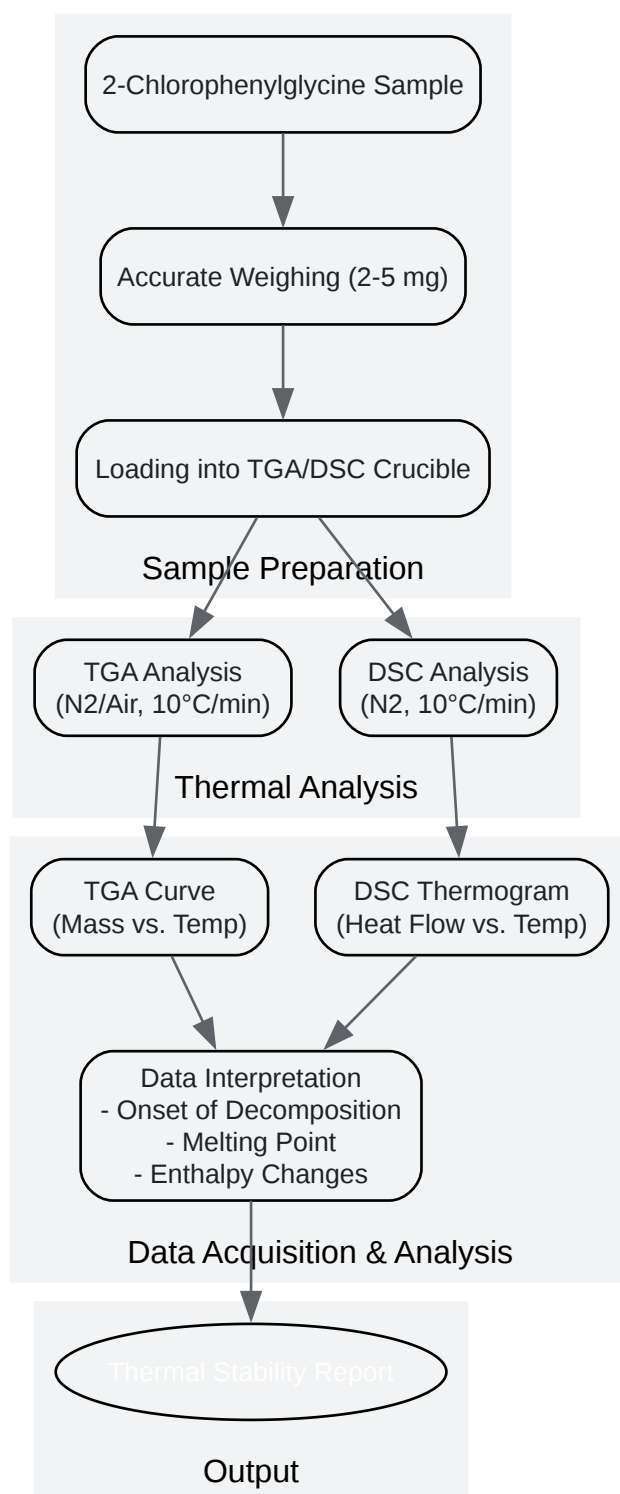 2-Chlorophenylglycine Sample
Accurate Weighing (2-5 mg)
Loading into TGA/DSC Crucible
Sample Preparation
TGA Analysis
(N2/Air, 10°C/min)
DSC Analysis
(N2, 10°C/min)
Thermal Analysis
TGA Curve
(Mass vs. Temp)
DSC Thermogram
(Heat Flow vs. Temp)
Data Interpretation
- Onset of Decomposition
- Melting Point
- Enthalpy Changes
Data Acquisition & Analysis
Thermal Stability Report
Output